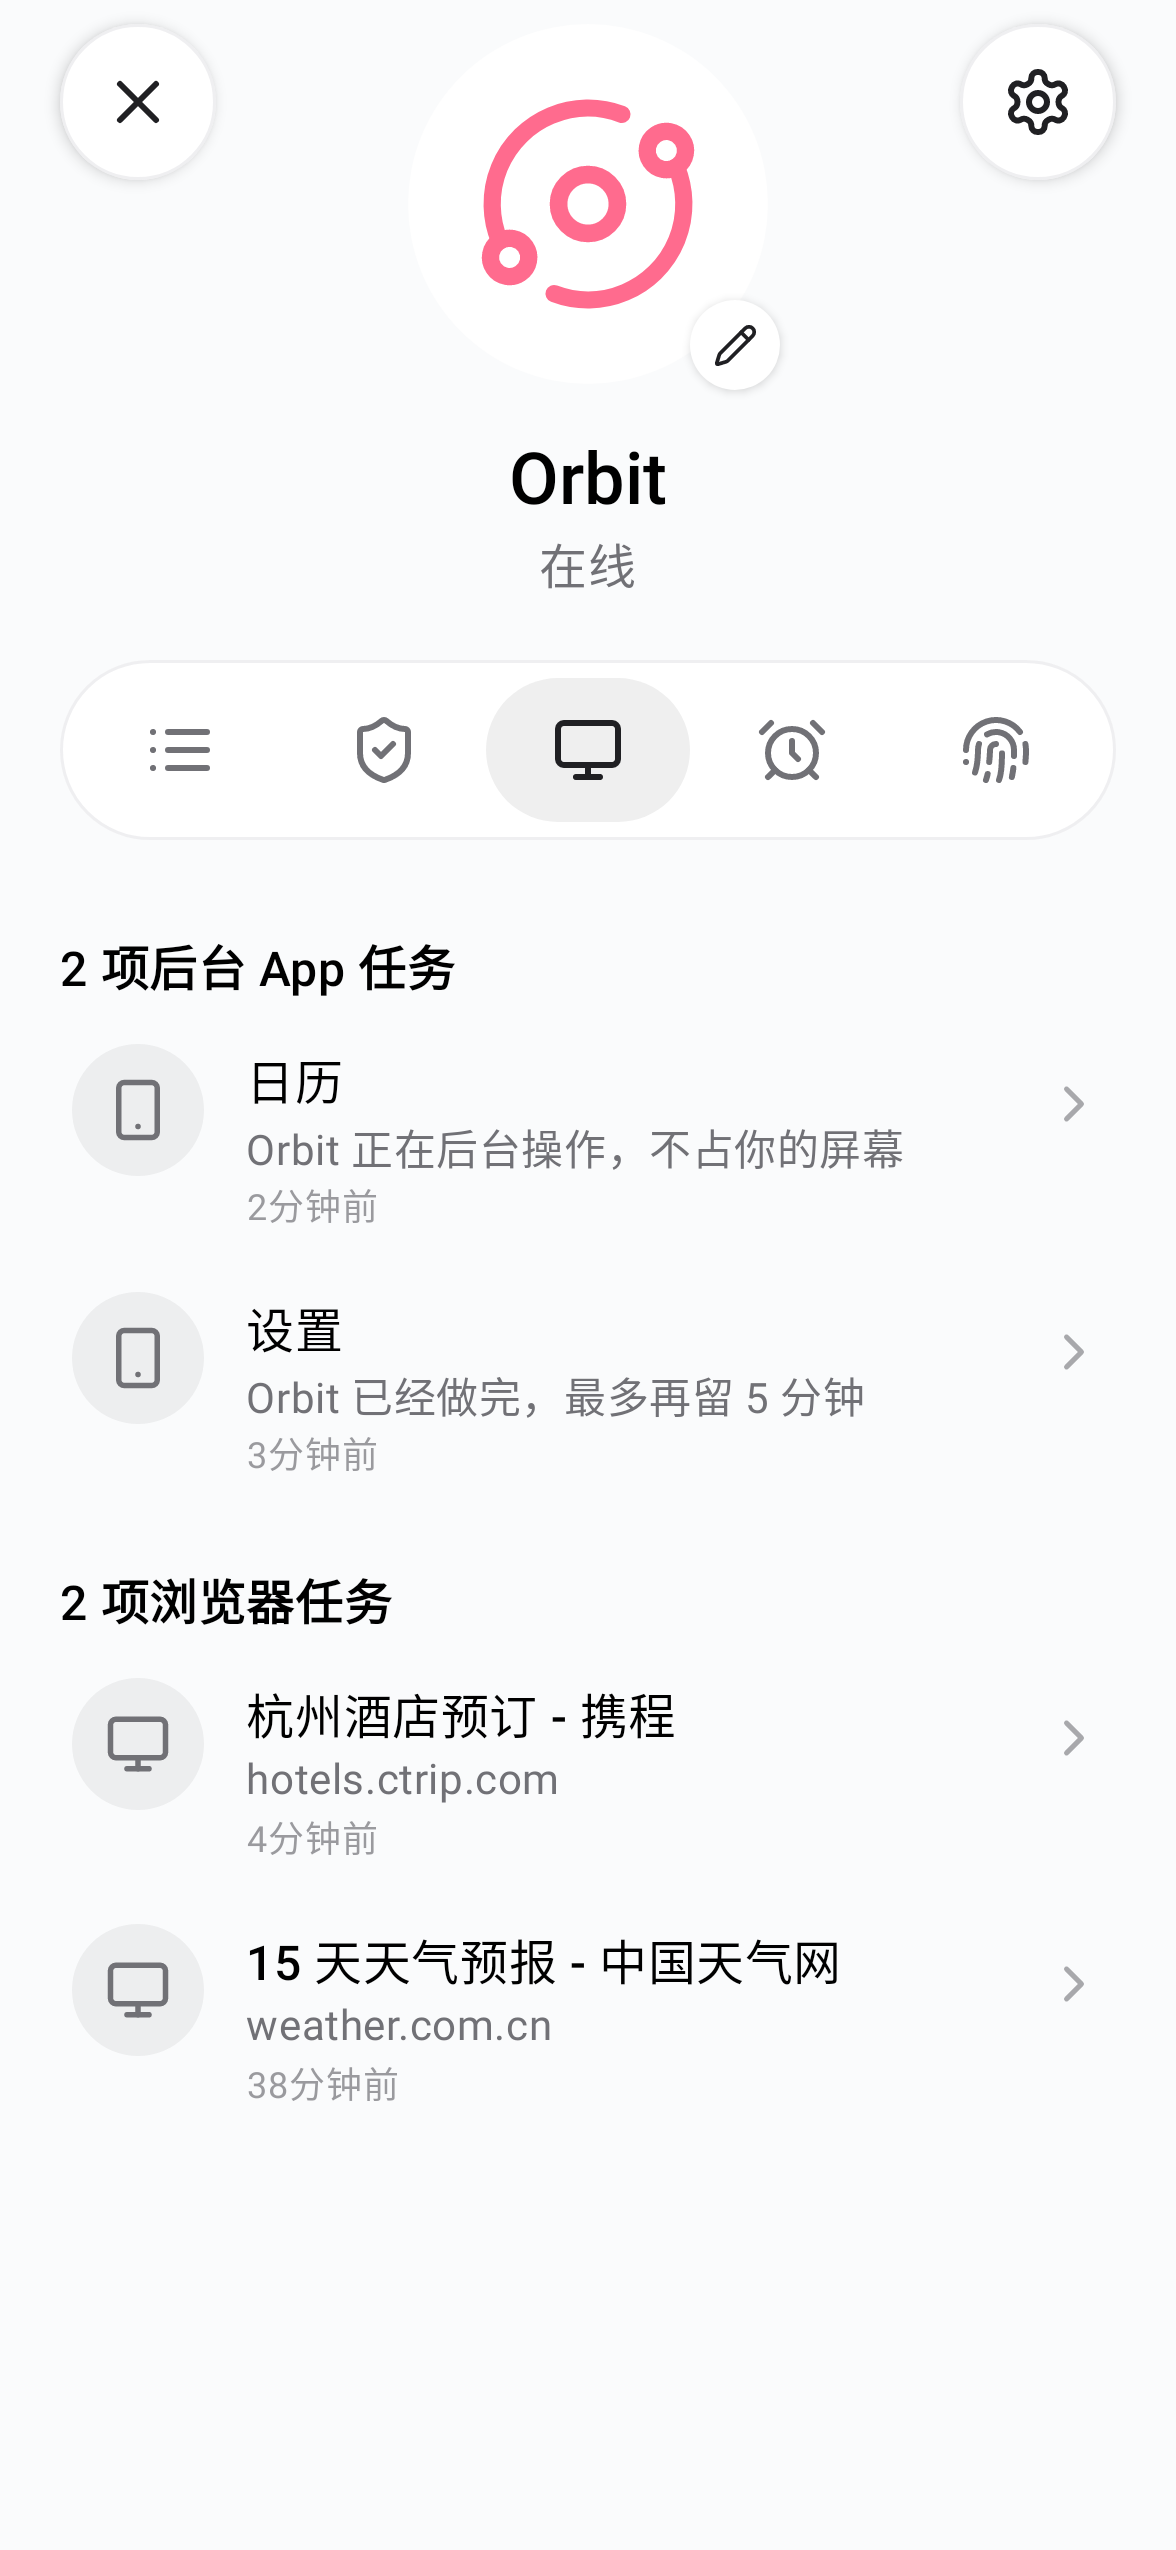 Orbit
在线
2 项后台 App 任务
日历
Orbit 正在后台操作，不占你的屏幕
2分钟前
设置
Orbit 已经做完，最多再留 5 分钟
3分钟前
2 项浏览器任务
杭州酒店预订 - 携程
hotels.ctrip.com
4分钟前
15 天天气预报 - 中国天气网
weather.com.cn
38分钟前